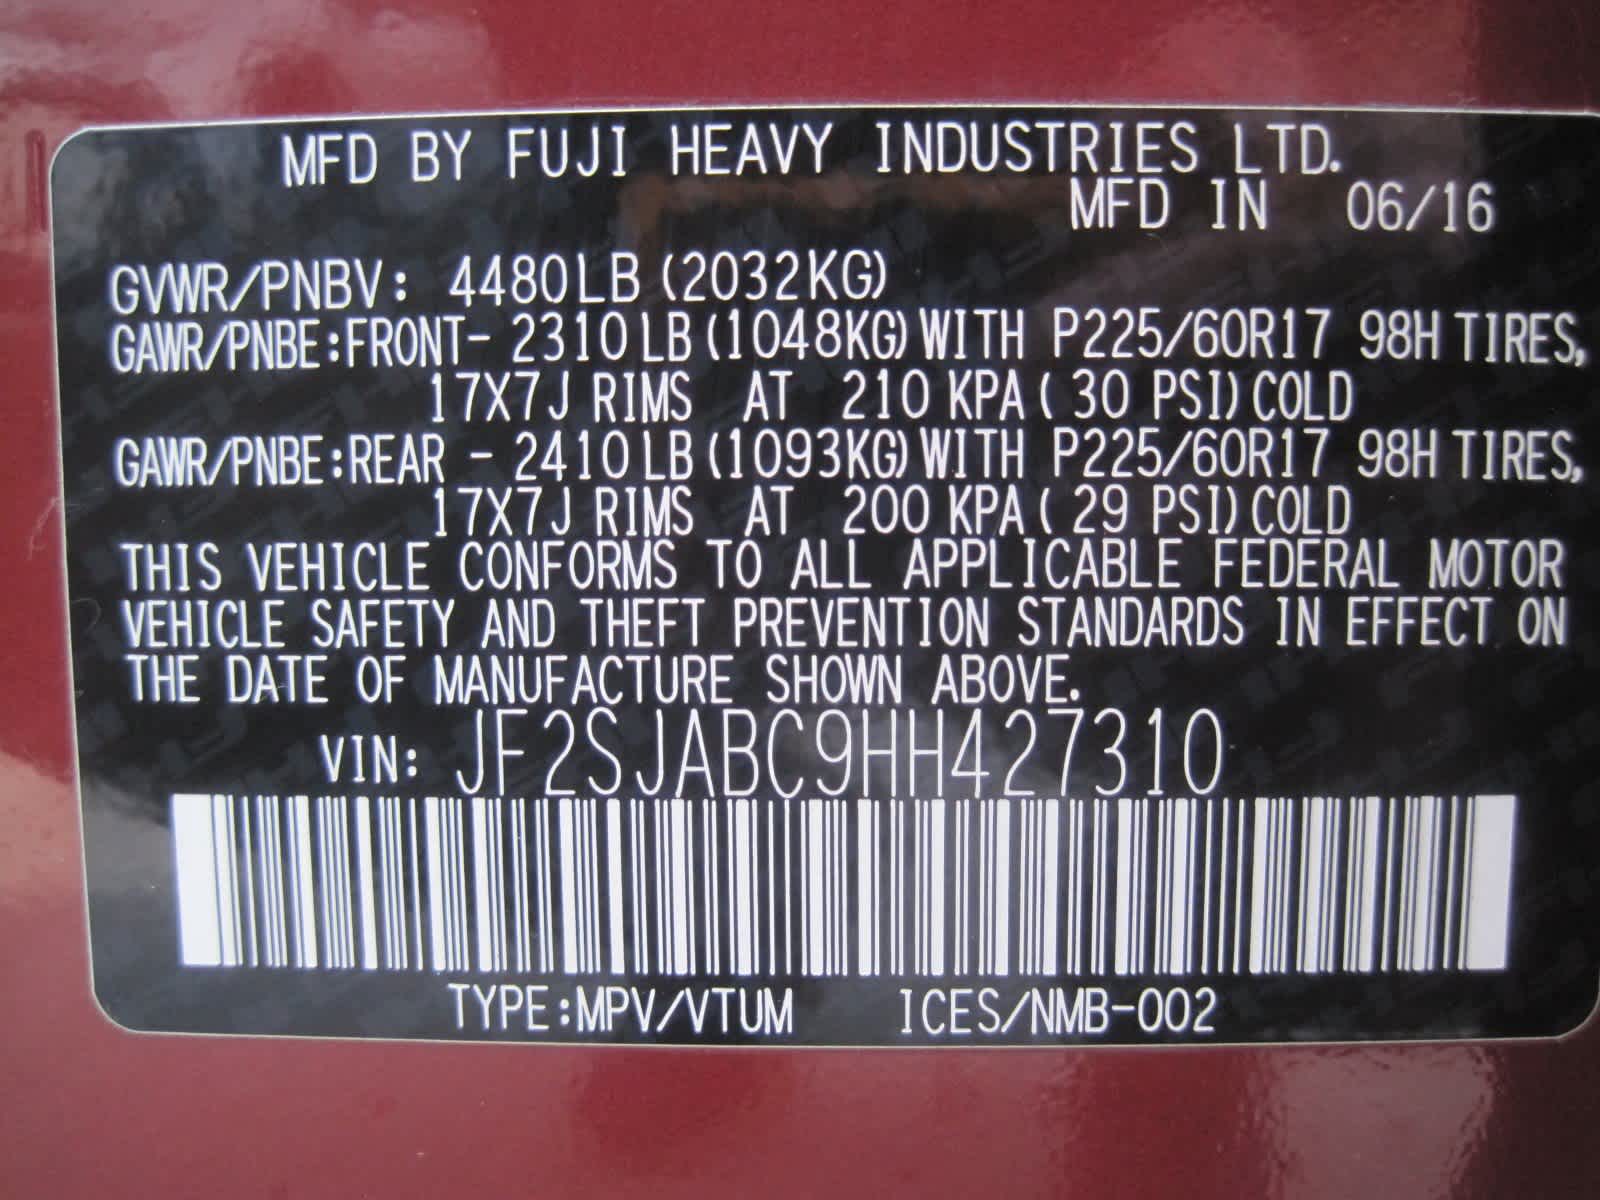 MFD BY FUJI HEAVY INDUSTRIES LTD.
MFD IN 06/16
GVWR/PNBV: 4480LB (2032KG)
GAWR/PNBE:FRONT- 2310LB (1048KG) WITH P225/60R17 98H TIRES,
17X7J RIMS AT 210 KPA ( 30 PSI) COLD
GAWR/PNBE:REAR - 2410LB (1093KG) WITH P225/60R17 98H TIRES,
17X7J RIMS AT 200 KPA ( 29 PSI) COLD
THIS VEHICLE CONFORMS TO ALL APPLICABLE FEDERAL MOTOR
VEHICLE SAFETY AND THEFT PREVENTION STANDARDS IN EFFECT ON
THE DATE OF MANUFACTURE SHOWN ABOVE.
VIN: JF2SJABC9HH427310
TYPE:MPV/VTUM ICES/NMB-002